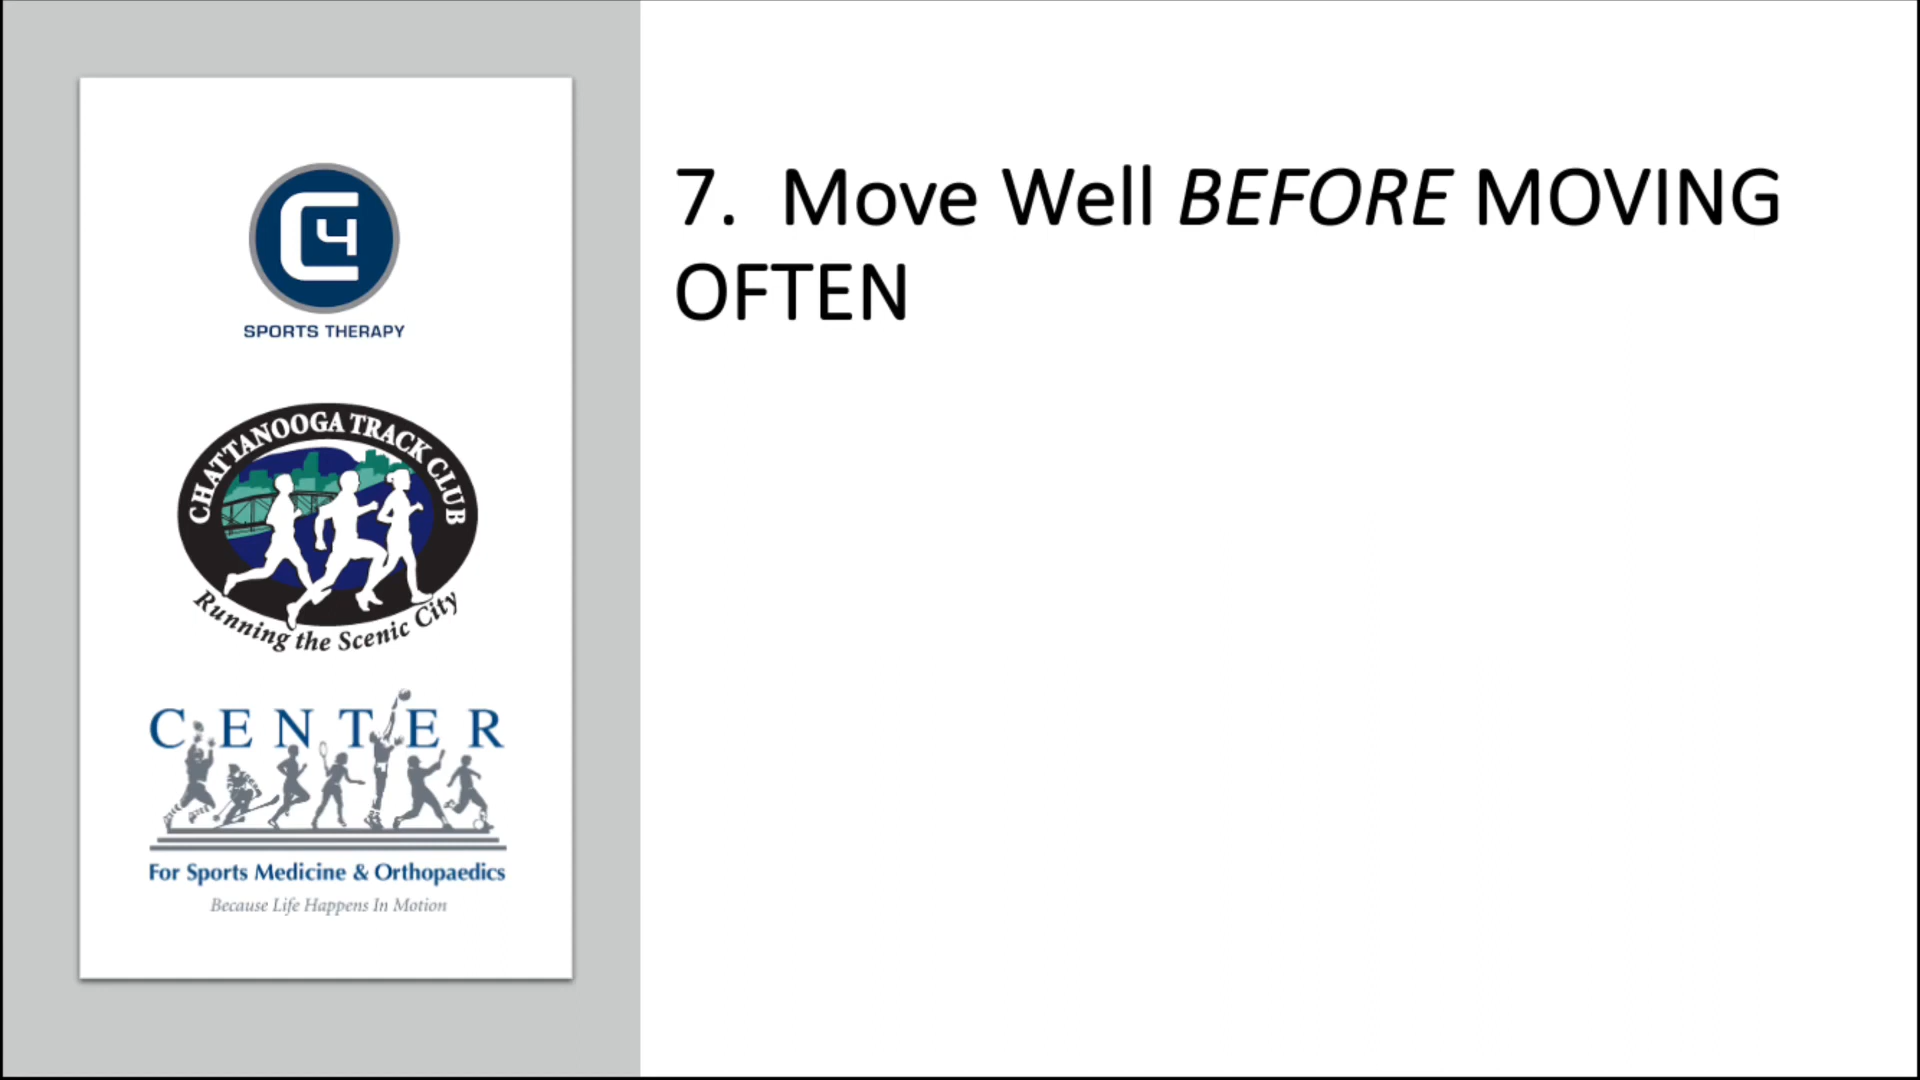 C4
SPORTS THERAPY
CHATTANOOGA TRACK CLUB
Running the Scenic City
CENTER
For Sports Medicine & Orthopaedics
Because Life Happens In Motion
7. Move Well BEFORE MOVING
OFTEN